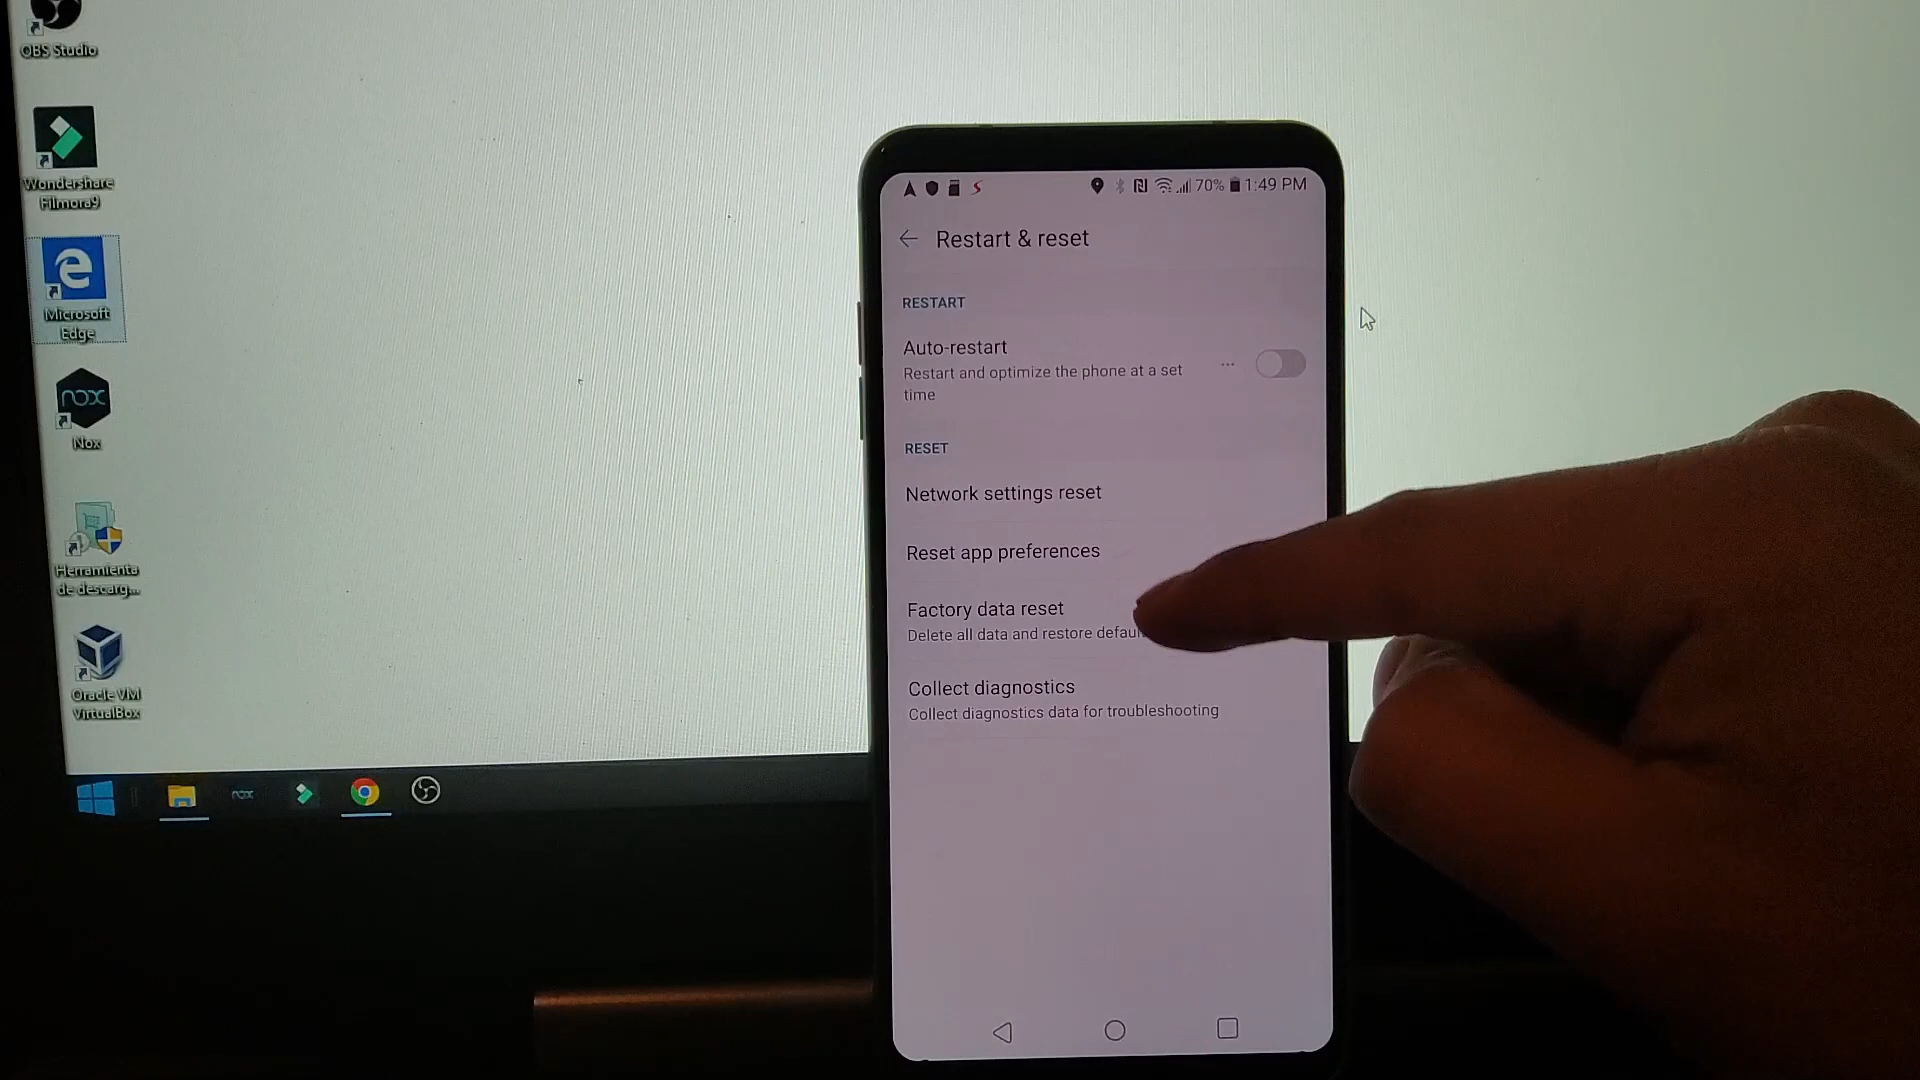 OBS Studio
Wondershare
Filmora9
Microsoft
Edge
nox
Nox
Herramienta
de descarg...
Oracle VM
VirtualBox
nox
70% 1:49 PM
Restart & reset
RESTART
Auto-restart
Restart and optimize the phone at a set
time
RESET
Network settings reset
Reset app preferences
Factory data reset
Delete all data and restore defau
Collect diagnostics
Collect diagnostics data for troubleshooting